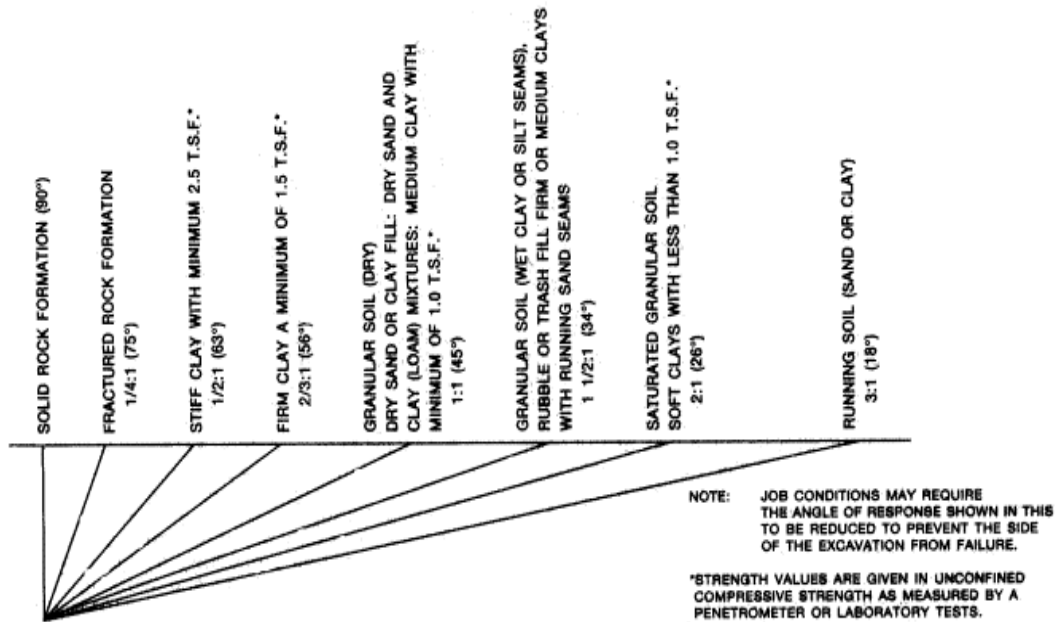 SOLID ROCK FORMATION (90°)
FRACTURED ROCK FORMATION
1/4:1 (75°)
STIFF CLAY WITH MINIMUM 2.5 T.S.F.*
1/2:1 (63°)
FIRM CLAY A MINIMUM OF 1.5 T.S.F.*
2/3:1 (56°)
GRANULAR SOIL (DRY)
DRY SAND OR CLAY FILL: DRY SAND AND
CLAY (LOAM) MIXTURES: MEDIUM CLAY WITH
MINIMUM OF 1.0 T.S.F.*
1:1 (45°)
GRANULAR SOIL (WET CLAY OR SILT SEAMS),
RUBBLE OR TRASH FILL FIRM OR MEDIUM CLAYS
WITH RUNNING SAND SEAMS
1 1/2:1 (34°)
SATURATED GRANULAR SOIL
SOFT CLAYS WITH LESS THAN 1.0 T.S.F.*
2:1 (26°)
RUNNING SOIL (SAND OR CLAY)
3:1 (18°)
NOTE: JOB CONDITIONS MAY REQUIRE
THE ANGLE OF RESPONSE SHOWN IN THIS
TO BE REDUCED TO PREVENT THE SIDE
OF THE EXCAVATION FROM FAILURE.
*STRENGTH VALUES ARE GIVEN IN UNCONFINED
COMPRESSIVE STRENGTH AS MEASURED BY A
PENETROMETER OR LABORATORY TESTS.